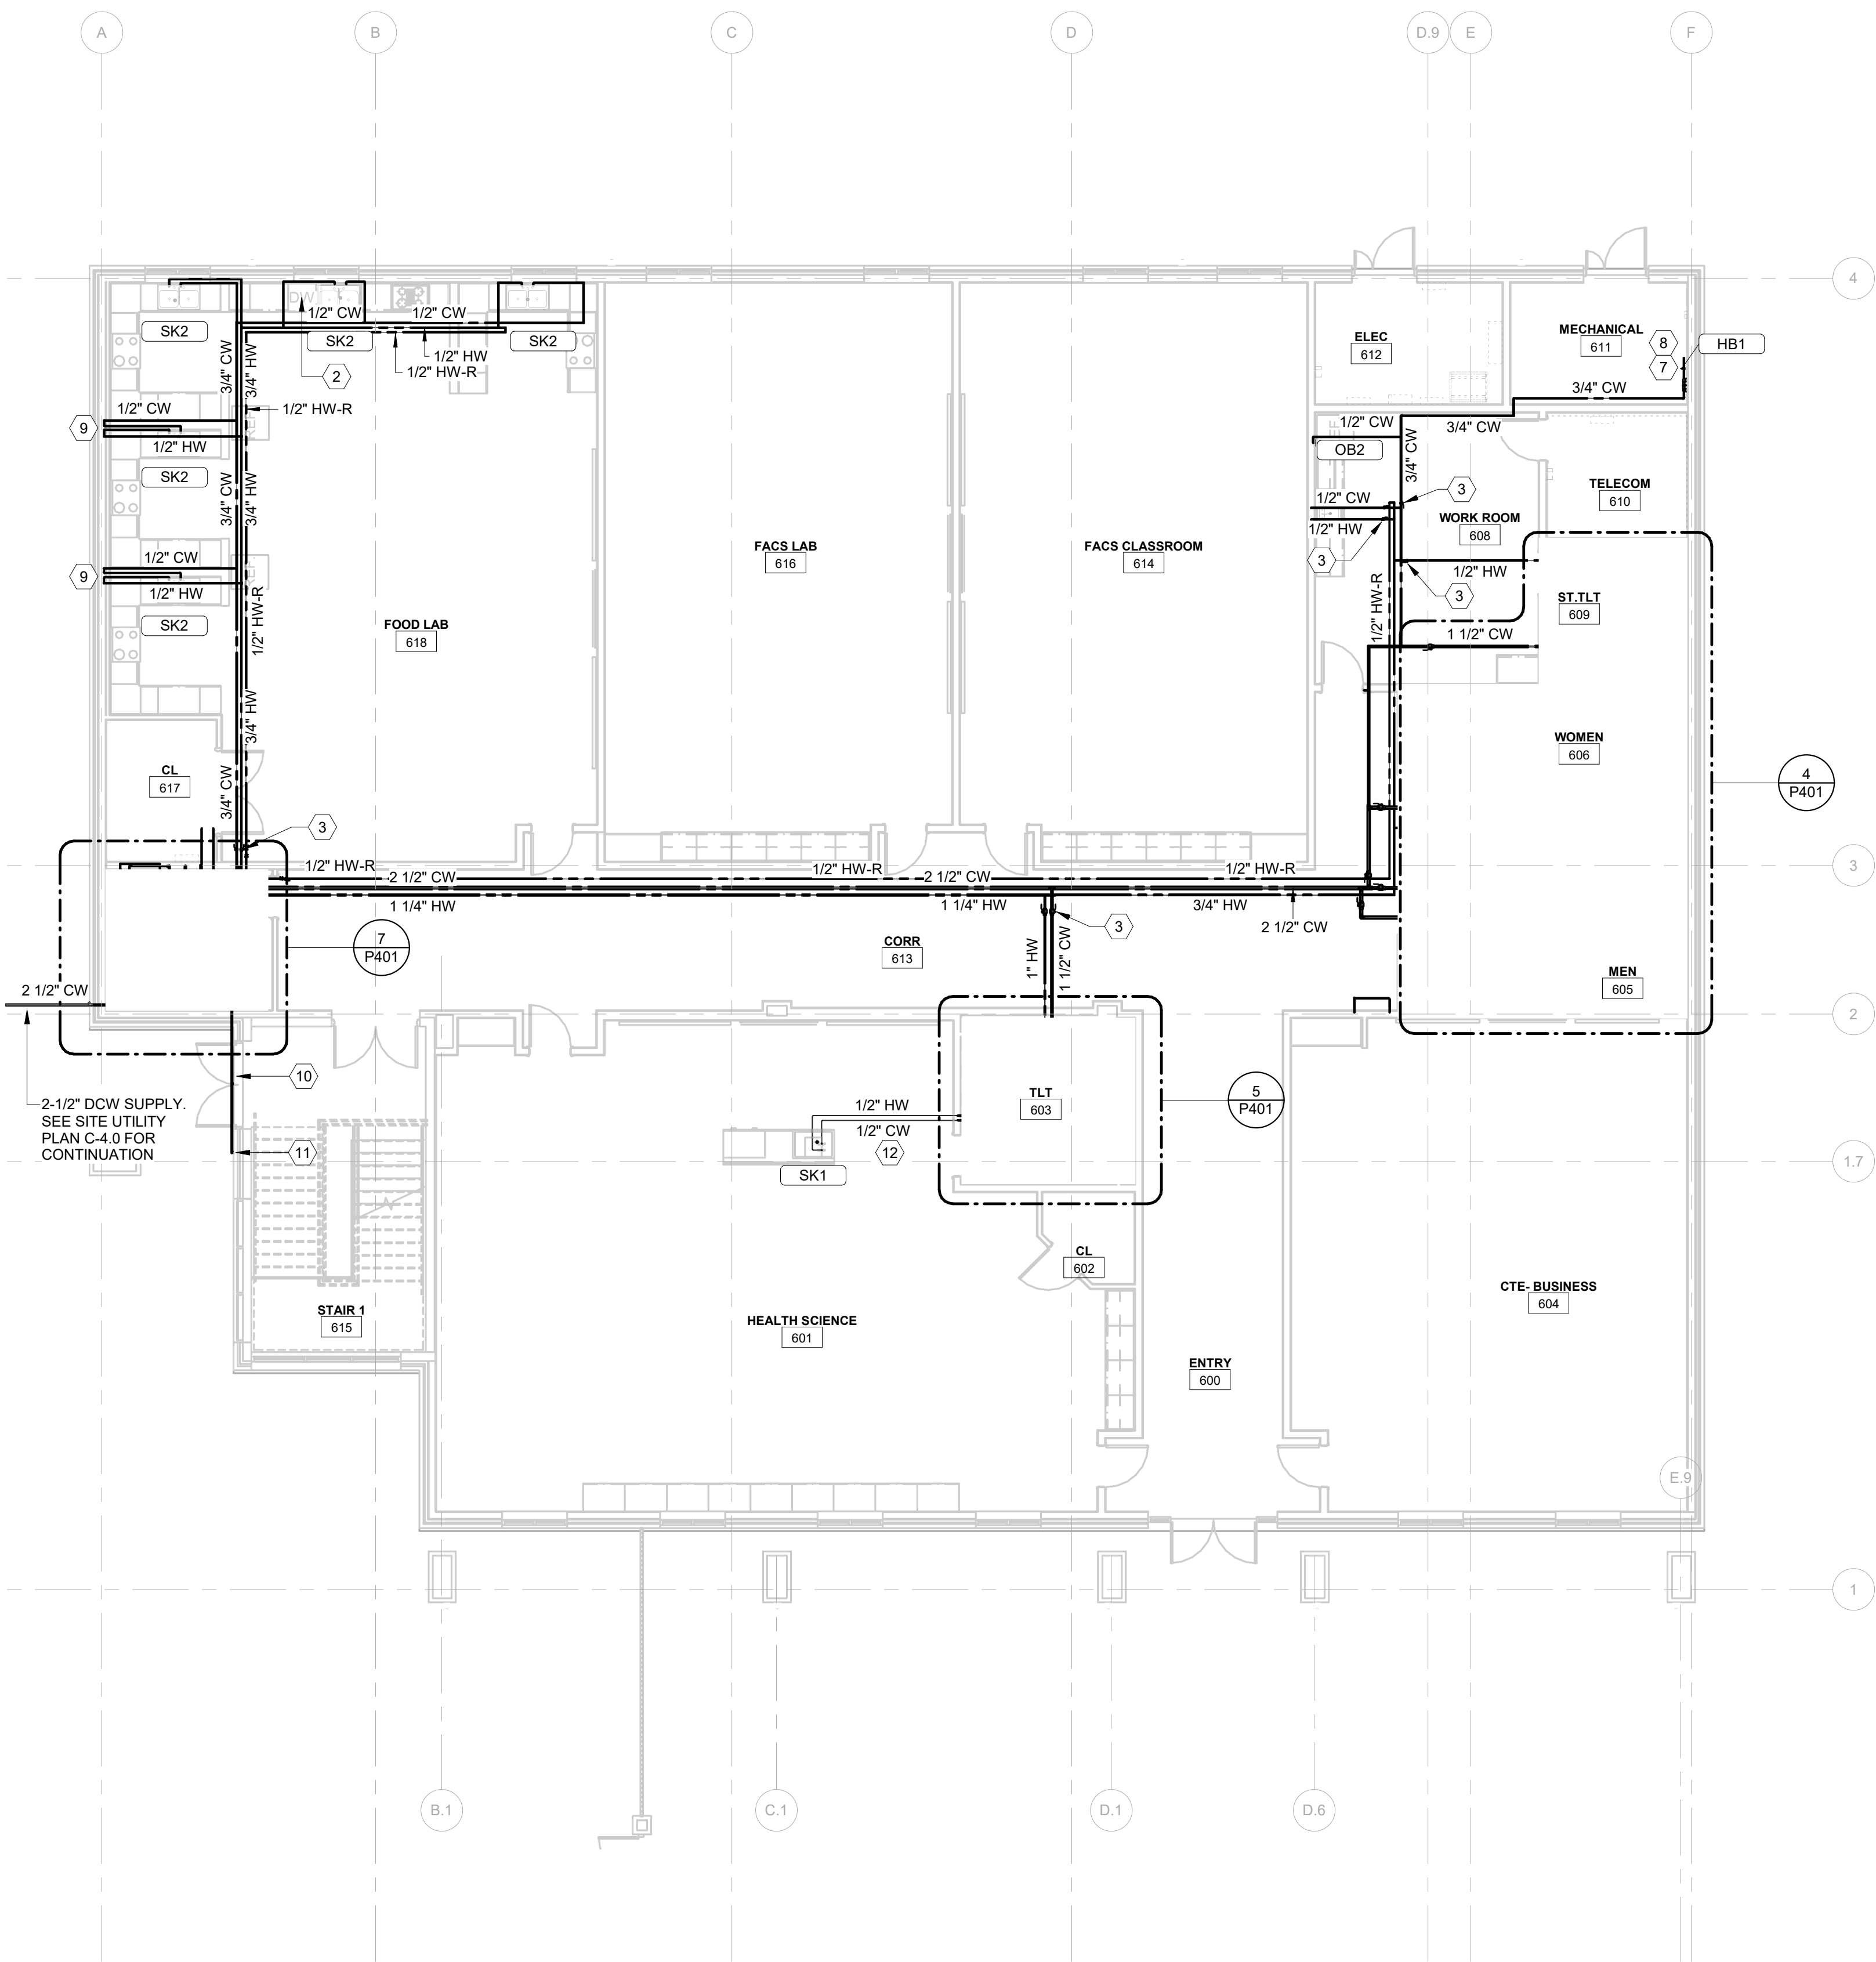 A
B
C
D
D.9
E
F
4
DW
1/2" CW
1/2" CW
SK2
SK2
SK2
1/2" HW
1/2" HW-R
2
3/4" CW
3/4" HW
1/2" HW-R
1/2" CW
9
1/2" HW
SK2
3/4" CW
3/4" HW
1/2" CW
9
1/2" HW
SK2
1/2" HW-R
FOOD LAB
618
FACS LAB
616
FACS CLASSROOM
614
ELEC
612
MECHANICAL
611
8
7
HB1
3/4" CW
3/4" CW
1/2" CW
OB2
3/4" CW
3
1/2" CW
1/2" HW
3
WORK ROOM
608
TELECOM
610
1/2" HW
3
1/2" HW-R
ST.TLT
609
1 1/2" CW
WOMEN
606
4
P401
3/4" HW
3/4" CW
CL
617
3
3
1/2" HW-R
1/2" HW-R
1/2" HW-R
2 1/2" CW
2 1/2" CW
1 1/4" HW
1 1/4" HW
3/4" HW
2 1/2" CW
3
1" HW
1 1/2" CW
CORR
613
7
P401
MEN
605
2 1/2" CW
2
10
2-1/2" DCW SUPPLY.
SEE SITE UTILITY
PLAN C-4.0 FOR
CONTINUATION
11
TLT
603
5
P401
1/2" HW
1/2" CW
12
SK1
1.7
CL
602
CTE- BUSINESS
604
STAIR 1
615
HEALTH SCIENCE
601
ENTRY
600
E.9
1
B.1
C.1
D.1
D.6